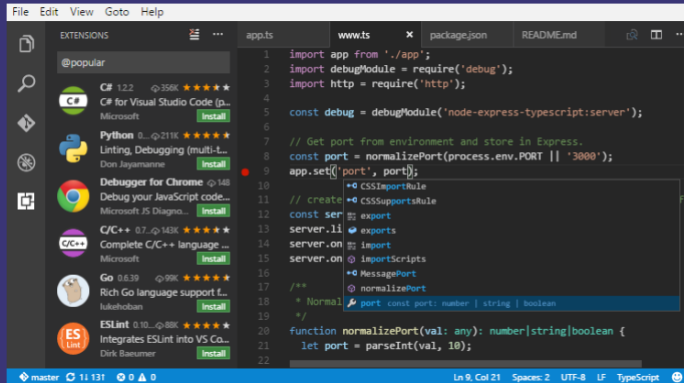 File Edit View Goto Help
EXTENSIONS
@popular
C# 1.2.2 356K
C# for Visual Studio Code (p...
Microsoft Install
Python 0... 211K
Linting, Debugging (multi-t...
Don Jayamanne Install
Debugger for Chrome 148
Debug your JavaScript code...
Microsoft JS Diagno... Install
C/C++ 0.7... 143K
Complete C/C++ language ...
Microsoft Install
Go 0.6.39 99K
Rich Go language support f...
lukehoban Install
ESLint 0.10... 88K
Integrates ESLint into VS Co...
Dirk Baeumer Install
app.ts www.ts package.json README.md
1 import app from './app';
2 import debugModule = require('debug');
3 import http = require('http');
4
5 const debug = debugModule('node-express-typescript:server');
6
7 // Get port from environment and store in Express.
8 const port = normalizePort(process.env.PORT || '3000');
9 app.set('port', port);
10
11 // create
12 const ser
13 server.li
14 server.on
15 server.on
16
17 /**
18 * Normal
19 */
20 function normalizePort(val: any): number|string|boolean {
21 let port = parseInt(val, 10);
22
CSSImportRule
CSSSupportsRule
export
exports
import
importScripts
MessagePort
normalizePort
port const port: number | string | boolean
master 1↓ 13↑ 0 0 Ln 9, Col 21 Spaces: 2 UTF-8 LF TypeScript